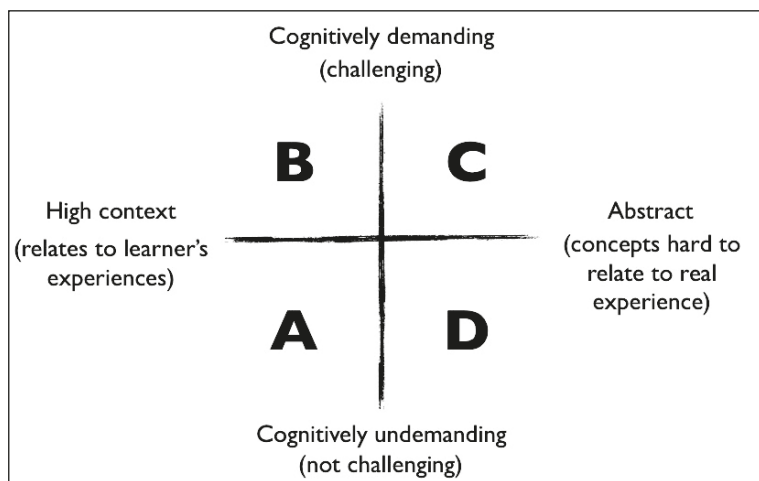 Cognitively demanding
(challenging)
B
C
High context
(relates to learner's
experiences)
Abstract
(concepts hard to
relate to real
experience)
A
D
Cognitively undemanding
(not challenging)